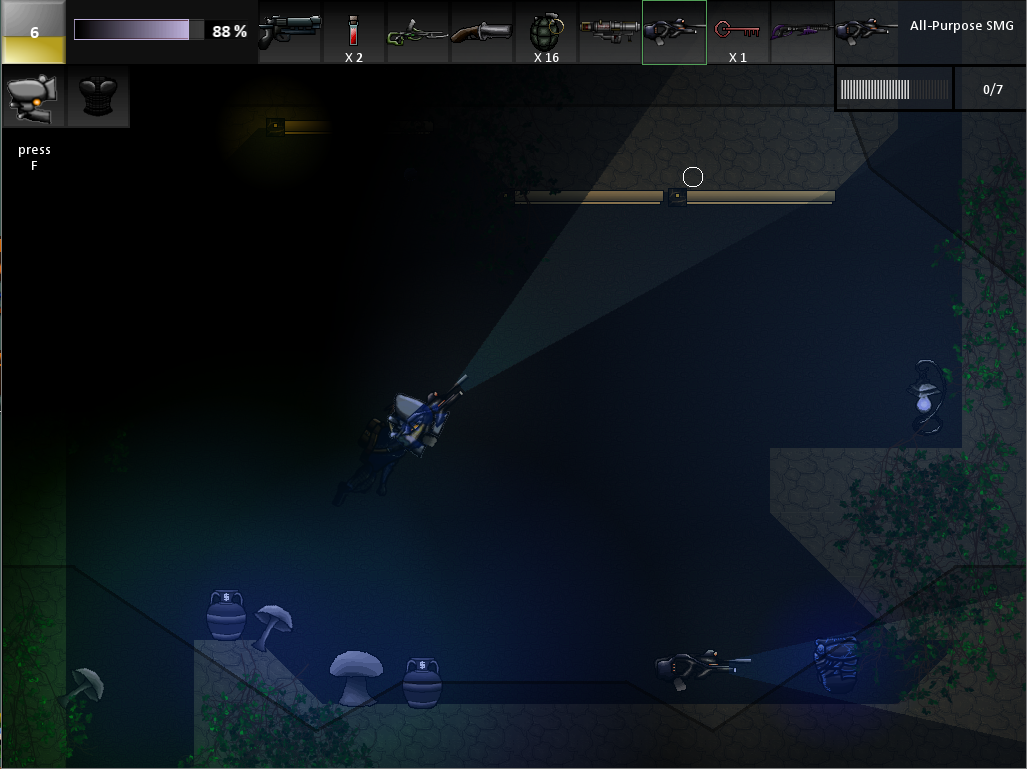 6
88 %
X 2
X 16
X 1
All-Purpose SMG
0/7
press
F
$
$